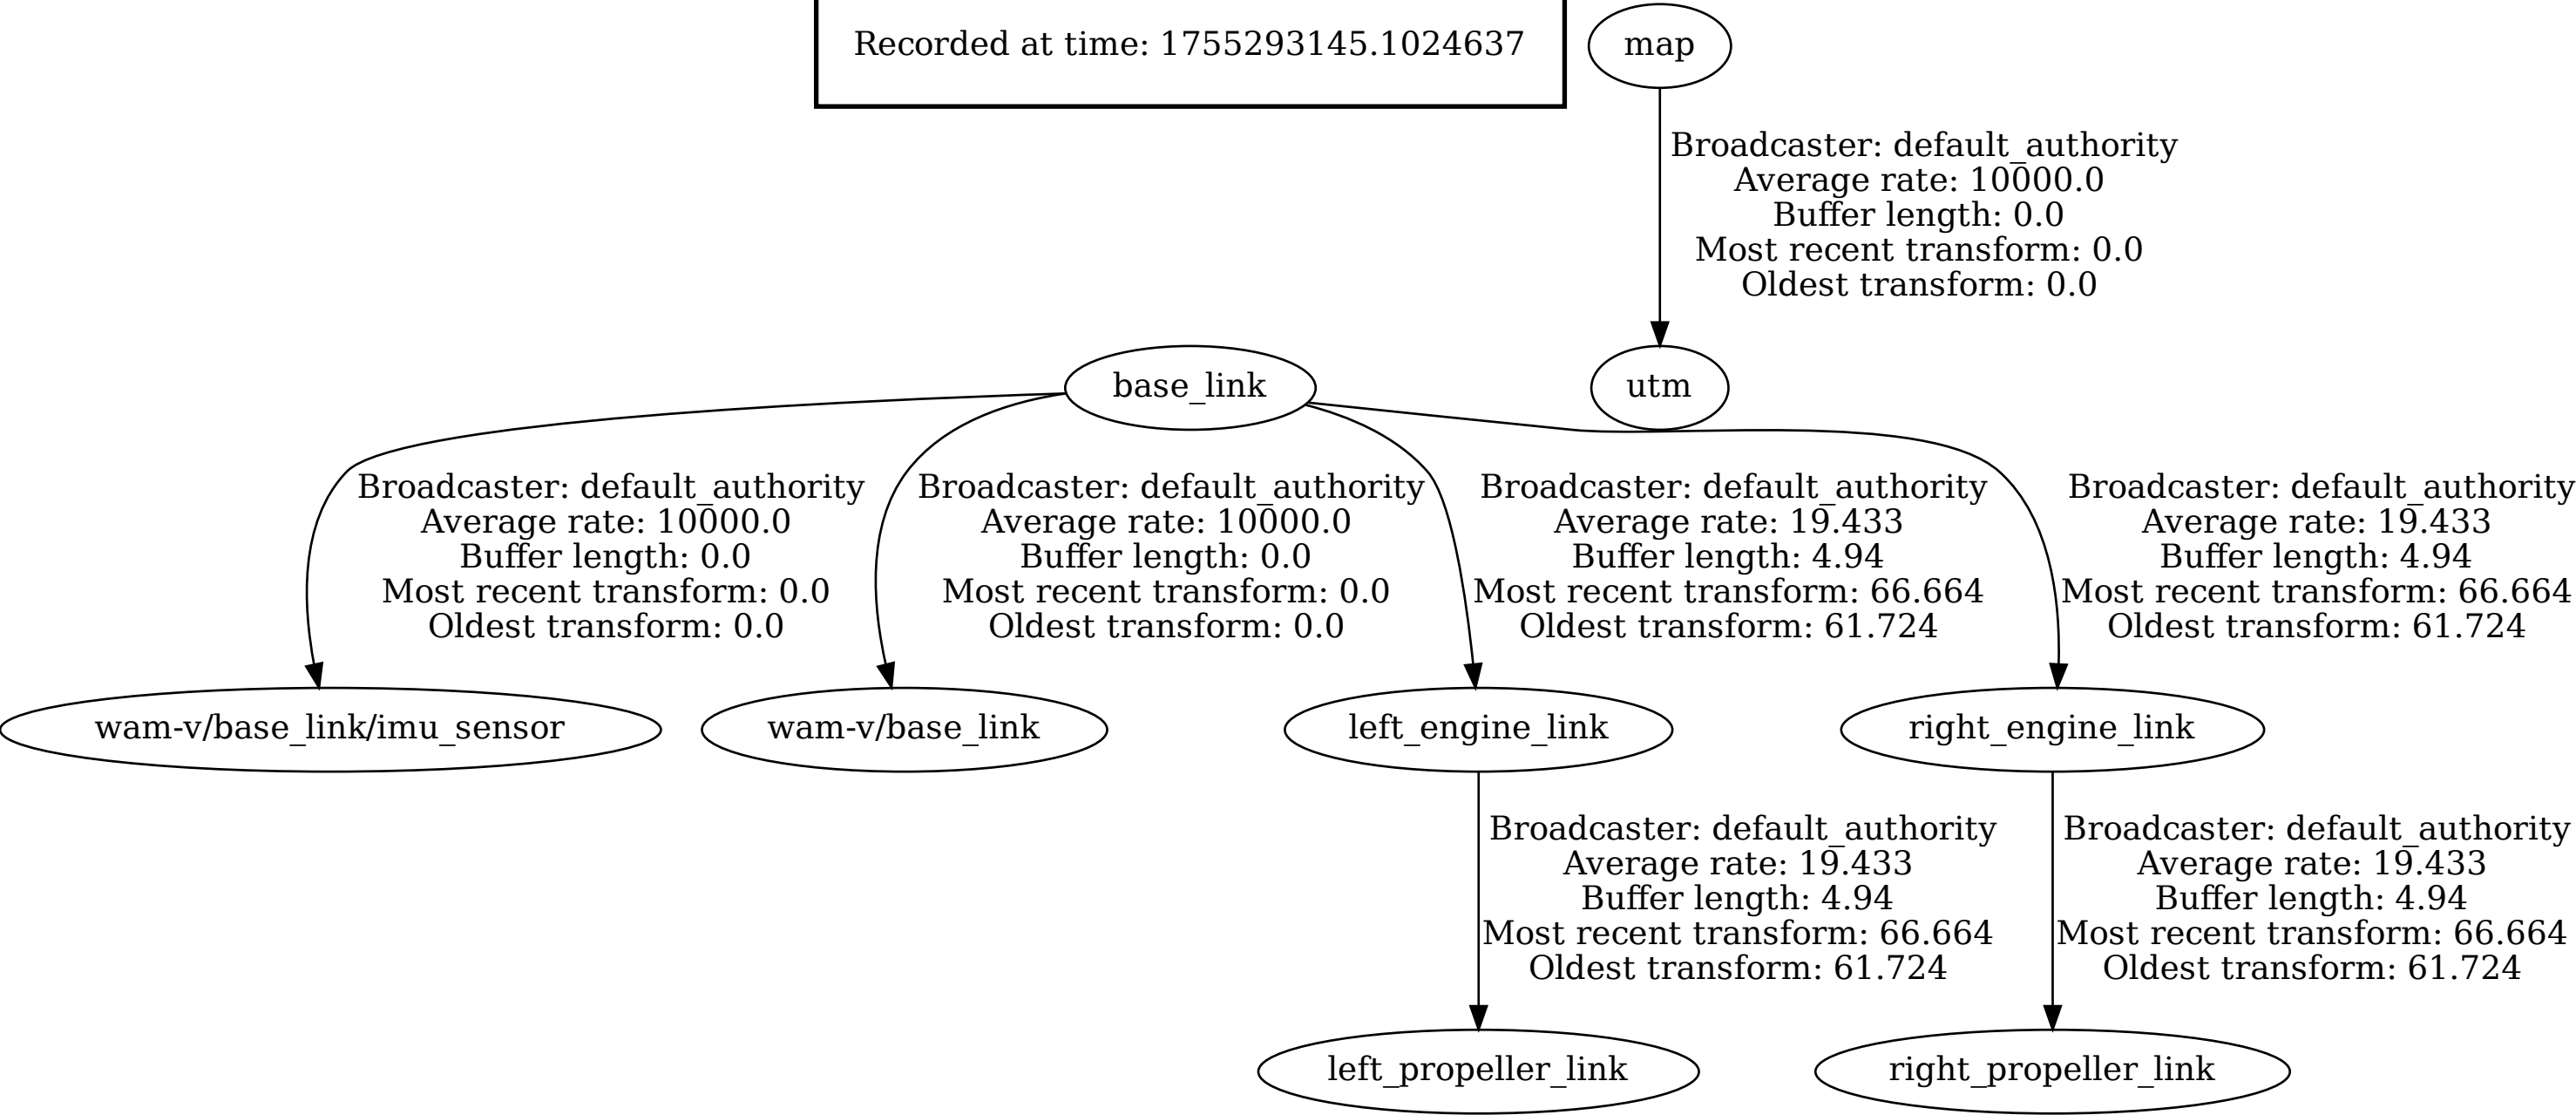 Recorded at time: 1755293145.1024637
map
Broadcaster: default_authority
Average rate: 10000.0
Buffer length: 0.0
Most recent transform: 0.0
Oldest transform: 0.0
base_link
utm
Broadcaster: default_authority
Average rate: 10000.0
Buffer length: 0.0
Most recent transform: 0.0
Oldest transform: 0.0
Broadcaster: default_authority
Average rate: 10000.0
Buffer length: 0.0
Most recent transform: 0.0
Oldest transform: 0.0
Broadcaster: default_authority
Average rate: 19.433
Buffer length: 4.94
Most recent transform: 66.664
Oldest transform: 61.724
Broadcaster: default_authority
Average rate: 19.433
Buffer length: 4.94
Most recent transform: 66.664
Oldest transform: 61.724
wam-v/base_link/imu_sensor
wam-v/base_link
left_engine_link
right_engine_link
Broadcaster: default_authority
Average rate: 19.433
Buffer length: 4.94
Most recent transform: 66.664
Oldest transform: 61.724
Broadcaster: default_authority
Average rate: 19.433
Buffer length: 4.94
Most recent transform: 66.664
Oldest transform: 61.724
left_propeller_link
right_propeller_link